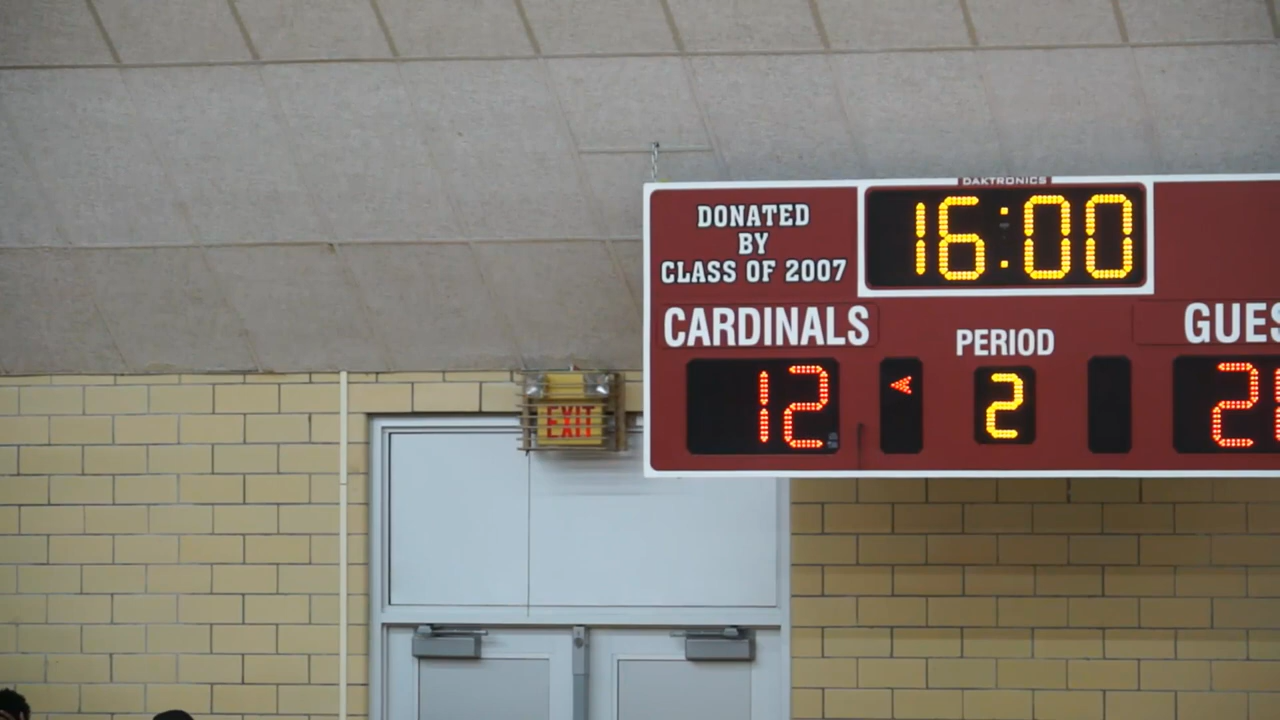 DAKTRONICS
DONATED
BY
CLASS OF 2007
16:00
CARDINALS
PERIOD
12
2
EXIT